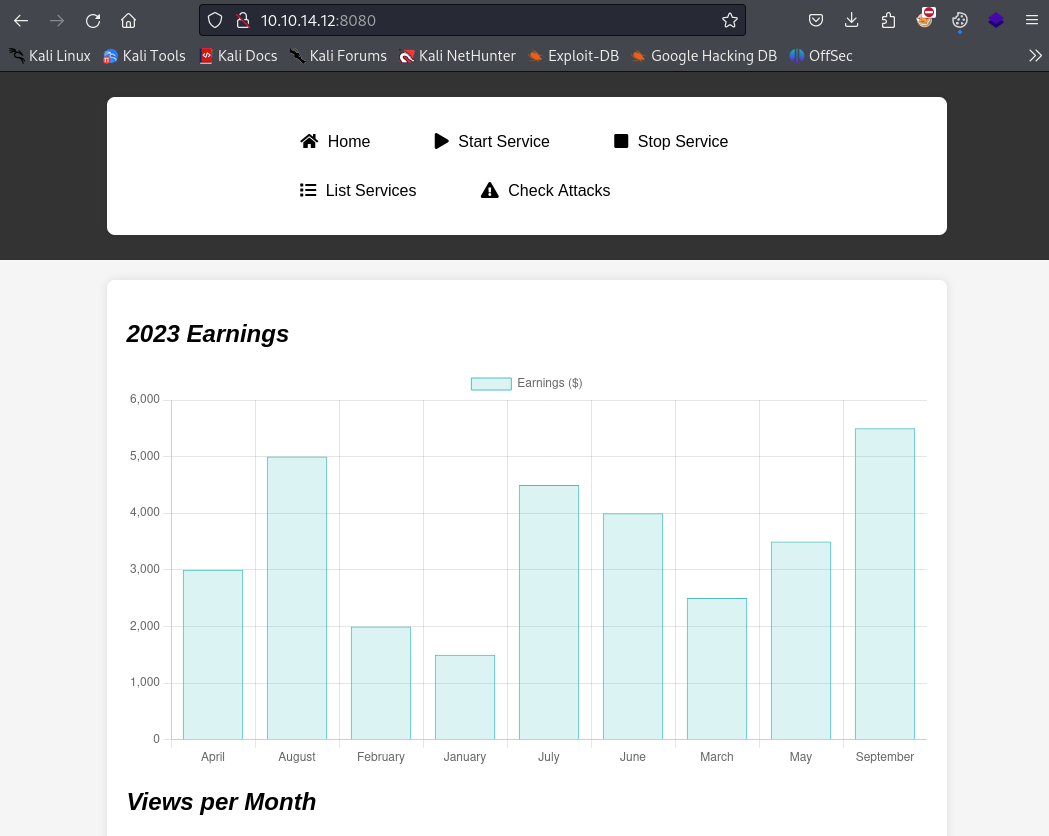 10.10.14.12:8080
Kali Linux Kali Tools Kali Docs Kali Forums Kali NetHunter Exploit-DB Google Hacking DB OffSec
Home Start Service Stop Service
List Services Check Attacks
2023 Earnings
Earnings ($)
6,000
5,000
4,000
3,000
2,000
1,000
0
April August February January July June March May September
Views per Month